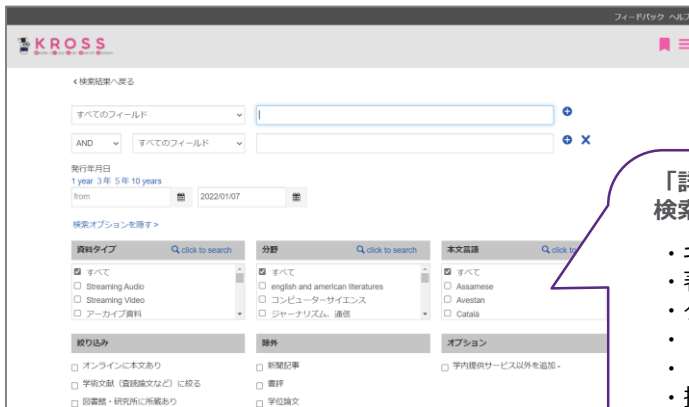 フィードバック ヘル
KROSS
<検索結果へ戻る
すべてのフィールド
AND すべてのフィールド
発行年月日
1 year 3年 5年 10 years
from 2022/01/07
検索オプションを隠す >
資料タイプ click to search 分野 click to search 本文言語 click to
すべて すべて すべて
Streaming Audio english and american literatures Assamese
Streaming Video コンピューターサイエンス Avestan
アーカイブ資料 ジャーナリズム、通信 Català
絞り込み 除外 オプション
オンラインに本文あり 新聞記事 学内提供サービス以外を追加
学術文献（査読論文など）に絞る 書評
図書館・研究所に所蔵あり 学位論文
検索